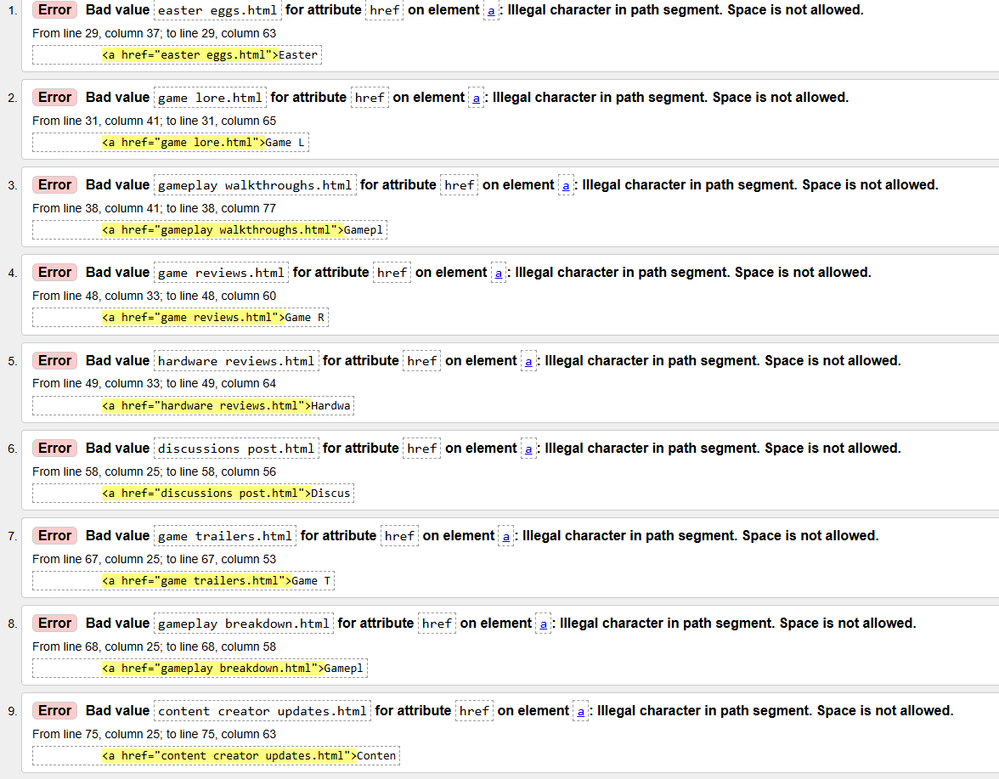 1. Error Bad value easter eggs.html for attribute href on element a: Illegal character in path segment. Space is not allowed.
From line 29, column 37; to line 29, column 63
<a href="easter eggs.html">Easter
2. Error Bad value game lore.html for attribute href on element a: Illegal character in path segment. Space is not allowed.
From line 31, column 41; to line 31, column 65
<a href="game lore.html">Game L
3. Error Bad value gameplay walkthroughs.html for attribute href on element a: Illegal character in path segment. Space is not allowed.
From line 38, column 41; to line 38, column 77
<a href="gameplay walkthroughs.html">Gamepl
4. Error Bad value game reviews.html for attribute href on element a: Illegal character in path segment. Space is not allowed.
From line 48, column 33; to line 48, column 60
<a href="game reviews.html">Game R
5. Error Bad value hardware reviews.html for attribute href on element a: Illegal character in path segment. Space is not allowed.
From line 49, column 33; to line 49, column 64
<a href="hardware reviews.html">Hardwa
6. Error Bad value discussions post.html for attribute href on element a: Illegal character in path segment. Space is not allowed.
From line 58, column 25; to line 58, column 56
<a href="discussions post.html">Discus
7. Error Bad value game trailers.html for attribute href on element a: Illegal character in path segment. Space is not allowed.
From line 67, column 25; to line 67, column 53
<a href="game trailers.html">Game T
8. Error Bad value gameplay breakdown.html for attribute href on element a: Illegal character in path segment. Space is not allowed.
From line 68, column 25; to line 68, column 58
<a href="gameplay breakdown.html">Gamepl
9. Error Bad value content creator updates.html for attribute href on element a: Illegal character in path segment. Space is not allowed.
From line 75, column 25; to line 75, column 63
<a href="content creator updates.html">Conten